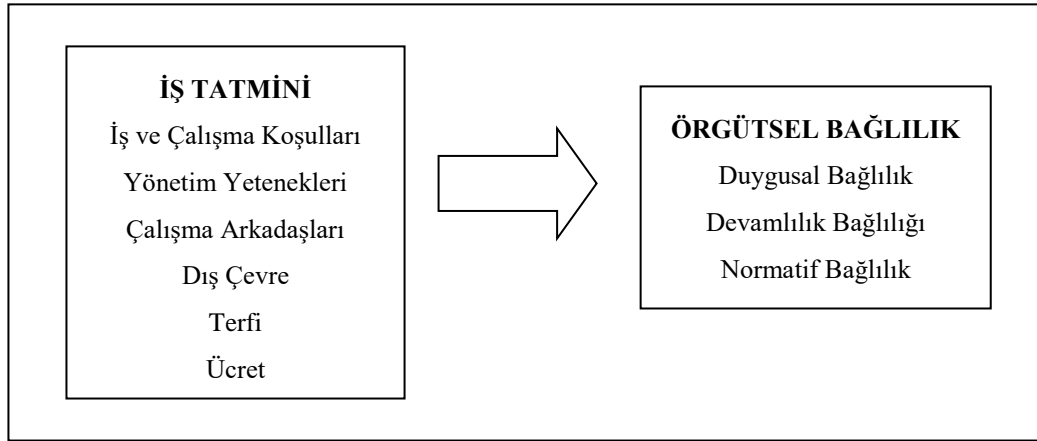 İŞ TATMİNİ
İş ve Çalışma Koşulları
Yönetim Yetenekleri
Çalışma Arkadaşları
Dış Çevre
Terfi
Ücret
ÖRGÜTSEL BAĞLILIK
Duygusal Bağlılık
Devamlılık Bağlılığı
Normatif Bağlılık